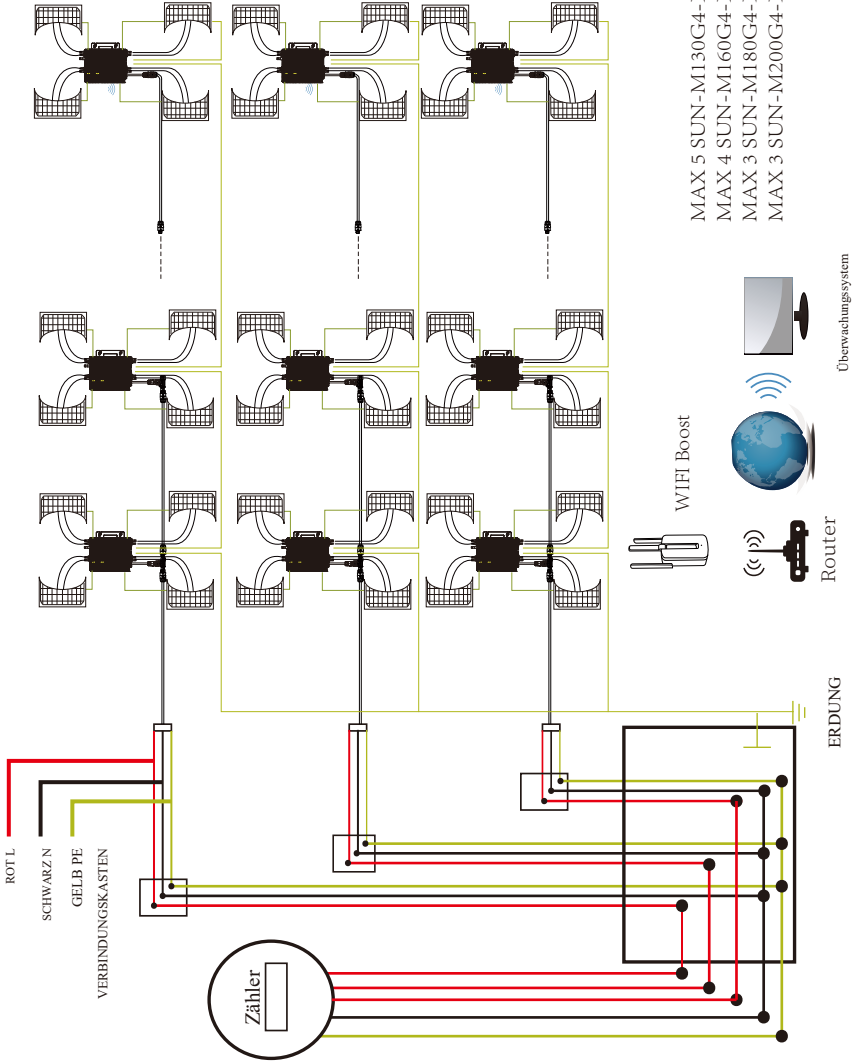 MAX 5 SUN-M130G4-
MAX 4 SUN-M160G4-
MAX 3 SUN-M180G4-
MAX 3 SUN-M200G4-
Überwachungssystem
WIFI Boost
Router
ERDUNG
ROT L
SCHWARZ N
GELB PE
VERBINDUNGSKASTEN
Zähler